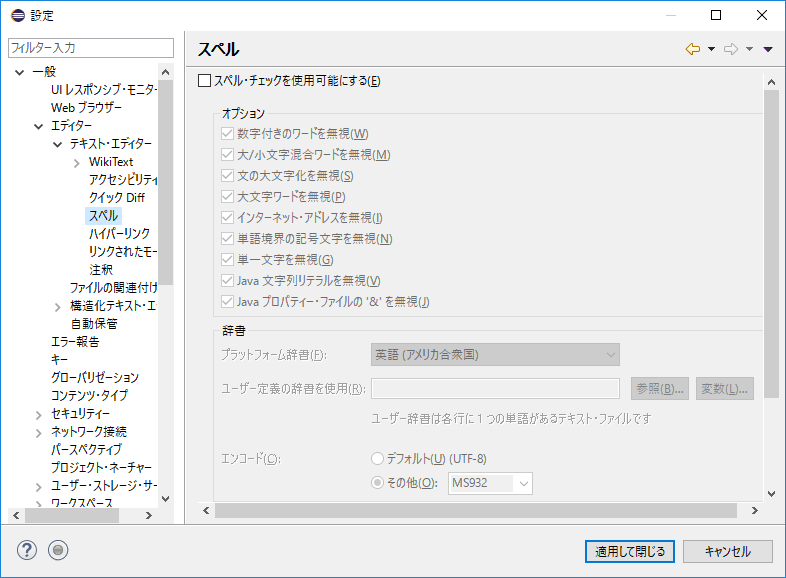 設定
フィルター入力
一般
UI レスポンシブ・モニター
Web ブラウザー
エディター
テキスト・エディター
WikiText
アクセシビリティ
クイック Diff
スペル
ハイパーリンク
リンクされたモー
注釈
ファイルの関連付け
構造化テキスト・エ
自動保管
エラー報告
キー
グローバリゼーション
コンテンツ・タイプ
セキュリティー
ネットワーク接続
パースペクティブ
プロジェクト・ネーチャー
ユーザー・ストレージ・サー
ワークスペース
スペル
スペル・チェックを使用可能にする(E)
オプション
数字付きのワードを無視(W)
大/小文字混合ワードを無視(M)
文の大文字化を無視(S)
大文字ワードを無視(P)
インターネット・アドレスを無視(I)
単語境界の記号文字を無視(N)
単一文字を無視(G)
Java 文字列リテラルを無視(V)
Java プロパティー・ファイルの '&' を無視(J)
辞書
プラットフォーム辞書(F): 英語 (アメリカ合衆国)
ユーザー定義の辞書を使用(R): 参照(B)... 変数(L)...
ユーザー辞書は各行に 1 つの単語があるテキスト・ファイルです
エンコード(C): デフォルト(U) (UTF-8)
その他(O): MS932
適用して閉じる キャンセル